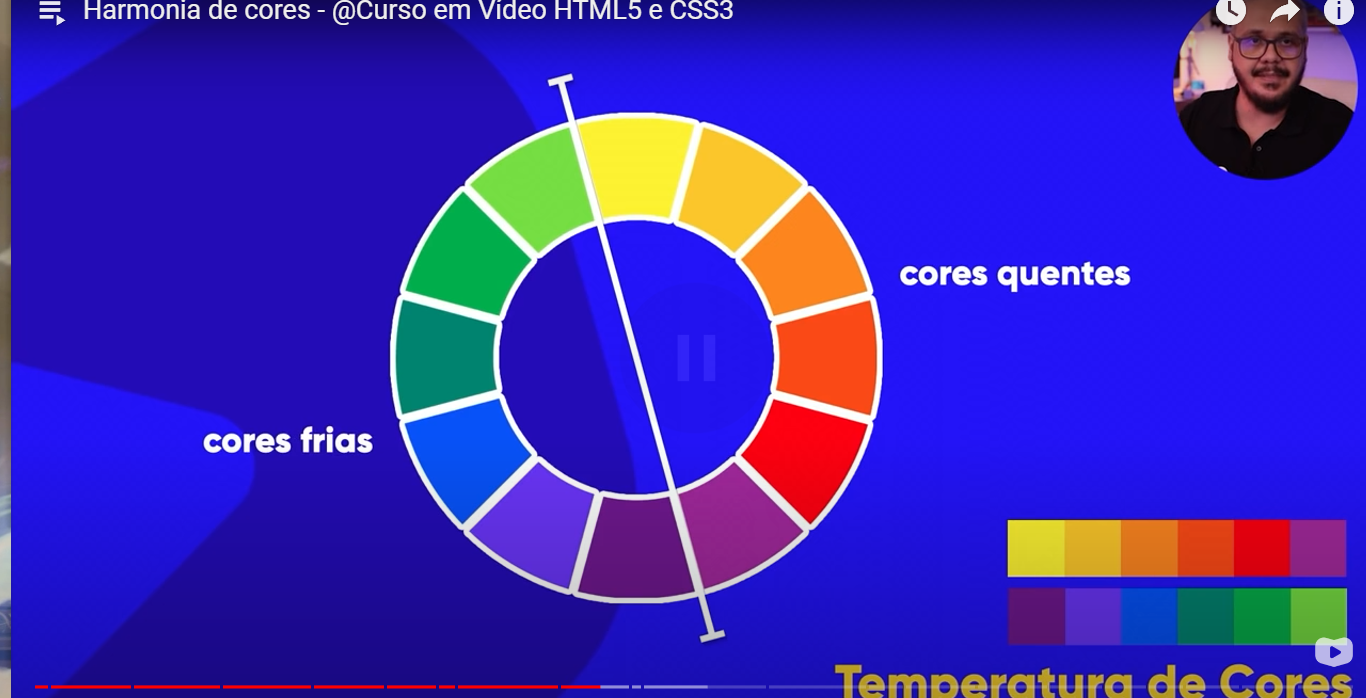 Harmonia de cores - @Curso em Vídeo HTML5 e CSS3
cores quentes
cores frias
Temperatura de Cores